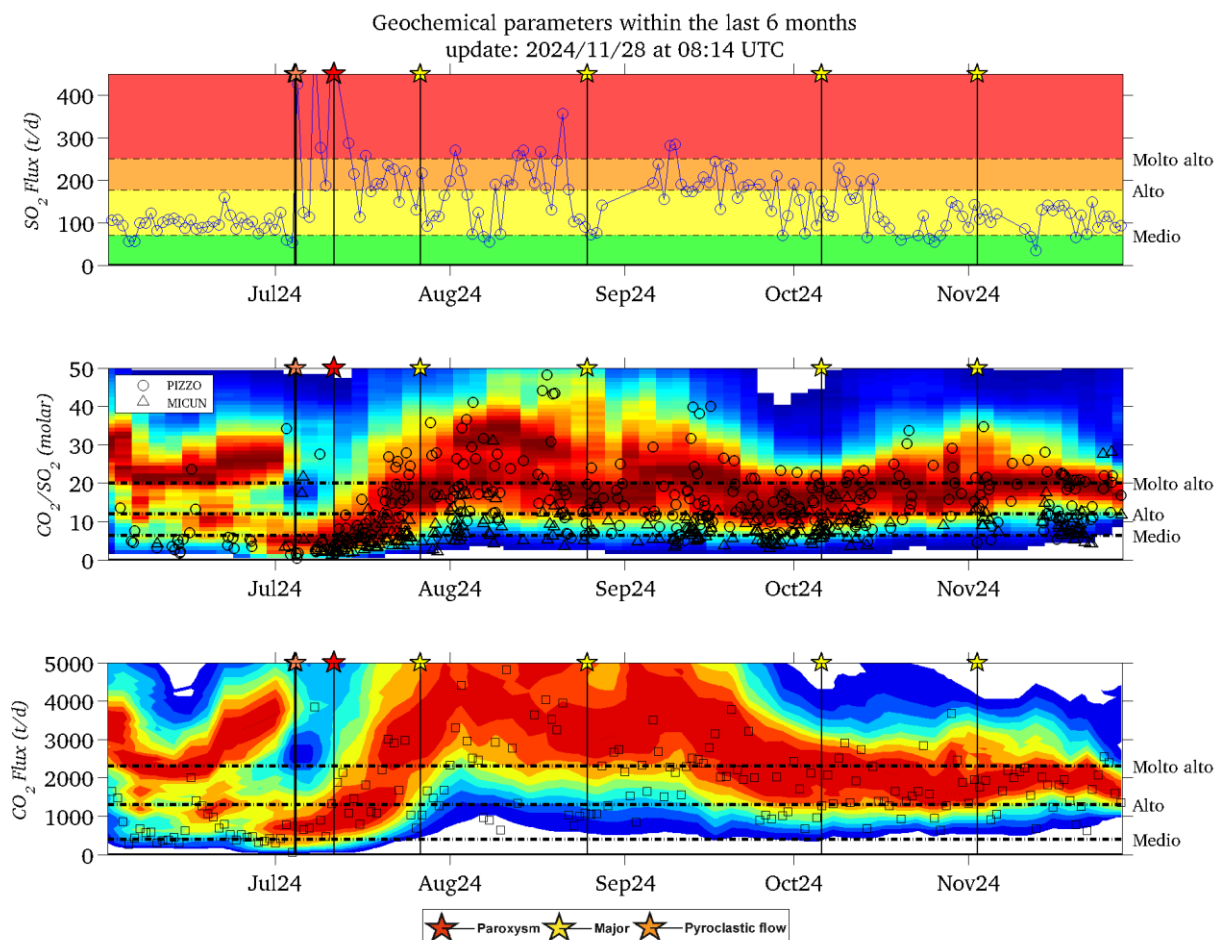 Geochemical parameters within the last 6 months
update: 2024/11/28 at 08:14 UTC
SO2 Flux (t/d)
400
300
200
100
0
Molto alto
Alto
Medio
Jul24 Aug24 Sep24 Oct24 Nov24
CO2/SO2 (molar)
50
40
30
20
10
0
PIZZO
MICUN
Molto alto
Alto
Medio
Jul24 Aug24 Sep24 Oct24 Nov24
CO2 Flux (t/d)
5000
4000
3000
2000
1000
0
Molto alto
Alto
Medio
Jul24 Aug24 Sep24 Oct24 Nov24
Paroxysm Major Pyroclastic flow